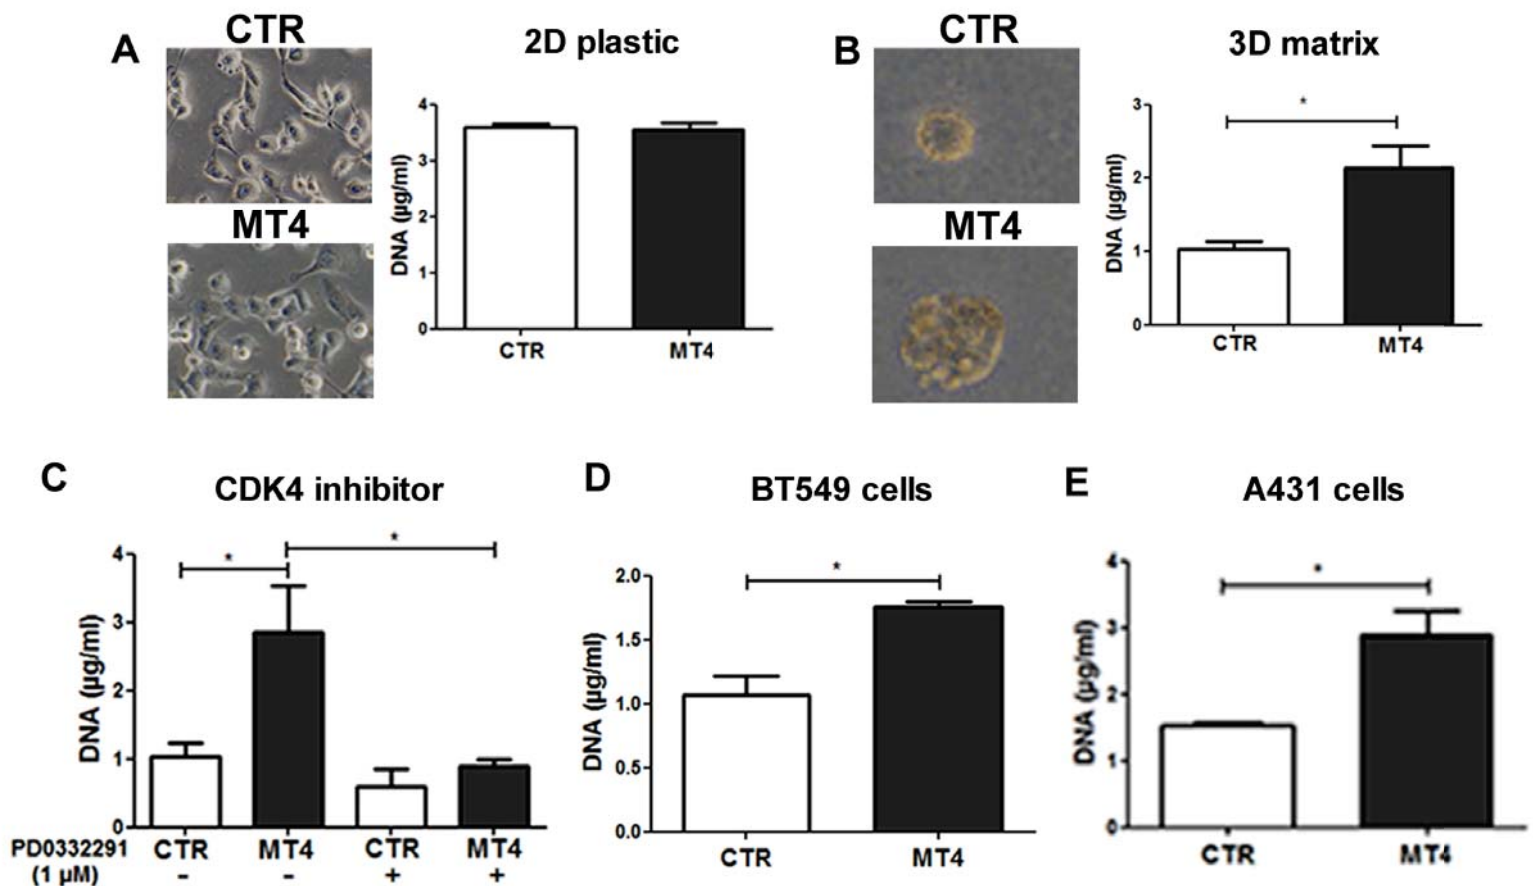 A
CTR
2D plastic
MT4
DNA (µg/ml)
4
3
2
1
0
CTR
MT4
B
CTR
3D matrix
MT4
DNA (µg/ml)
3
2
1
0
*
CTR
MT4
C
CDK4 inhibitor
DNA (µg/ml)
4
3
2
1
0
*
*
CTR MT4 CTR MT4
PD0332291
(1 µM)
- - + +
D
BT549 cells
DNA (µg/ml)
2.0
1.5
1.0
0.5
0.0
*
CTR
MT4
E
A431 cells
DNA (µg/ml)
4
3
2
1
0
*
CTR
MT4